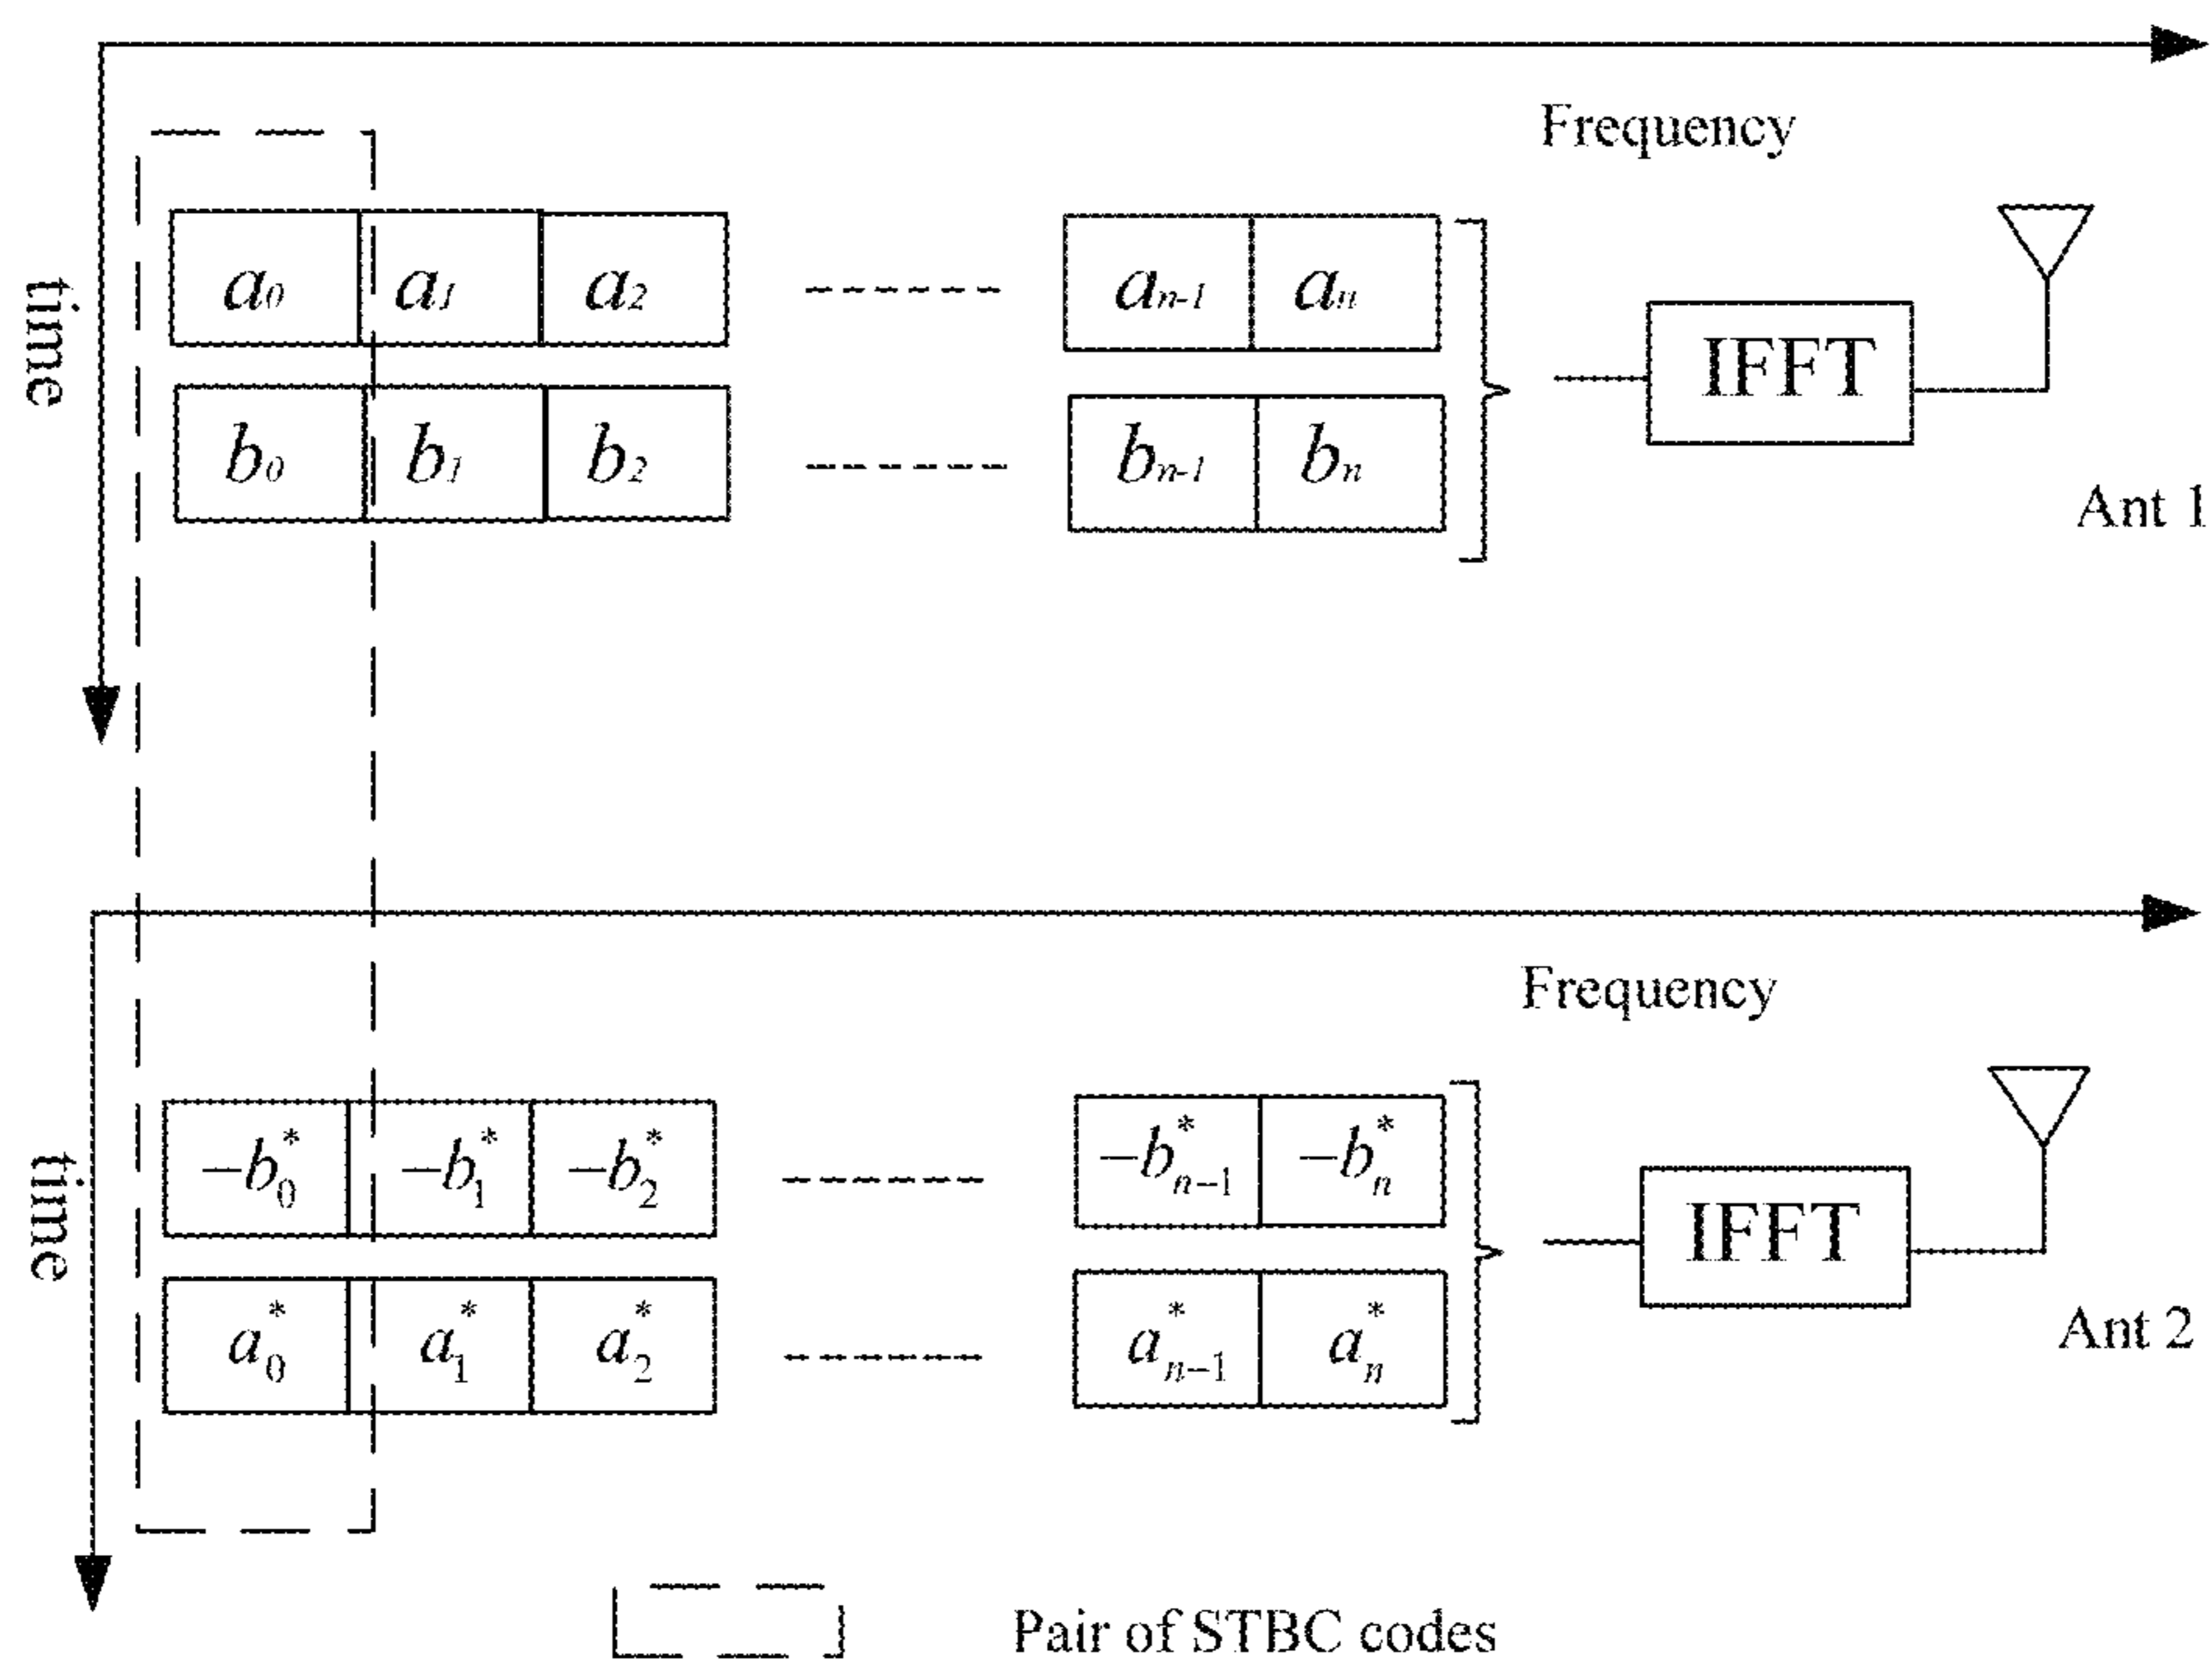 Frequency
time
a₀ a₁ a₂ ------- aₙ₋₁ aₙ
IFFT
b₀ b₁ b₂ ------- bₙ₋₁ bₙ
Ant 1
Frequency
time
−b₀* −b₁* −b₂* ------- −bₙ₋₁* −bₙ*
IFFT
a₀* a₁* a₂* ------- aₙ₋₁* aₙ*
Ant 2
Pair of STBC codes